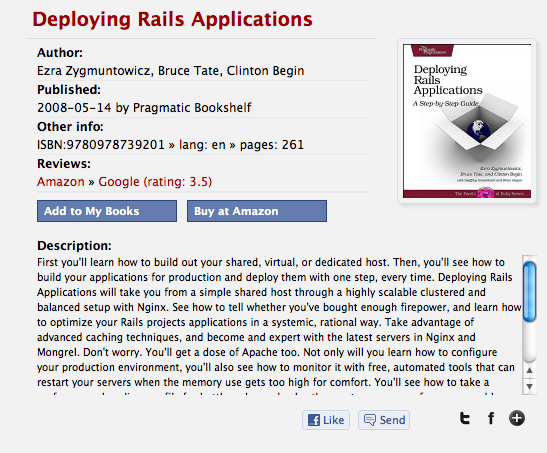 Deploying Rails Applications
Author:
Ezra Zygmuntowicz, Bruce Tate, Clinton Begin
Published:
2008-05-14 by Pragmatic Bookshelf
Other info:
ISBN:9780978739201 » lang: en » pages: 261
Reviews:
Amazon » Google (rating: 3.5)
Add to My Books
Buy at Amazon
Deploying
Rails
Applications
A Step-by-Step Guide
Ezra Zygmuntowicz,
Bruce Tate, and Clinton Begin
The Facets of Ruby Series
Description:
First you'll learn how to build out your shared, virtual, or dedicated host. Then, you'll see how to
build your applications for production and deploy them with one step, every time. Deploying Rails
Applications will take you from a simple shared host through a highly scalable clustered and
balanced setup with Nginx. See how to tell whether you've bought enough firepower, and learn how
to optimize your Rails projects applications in a systemic, rational way. Take advantage of
advanced caching techniques, and become and expert with the latest servers in Nginx and
Mongrel. Don't worry. You'll get a dose of Apache too. Not only will you learn how to configure
your production environment, you'll also see how to monitor it with free, automated tools that can
restart your servers when the memory use gets too high for comfort. You'll see how to take a
Like
Send